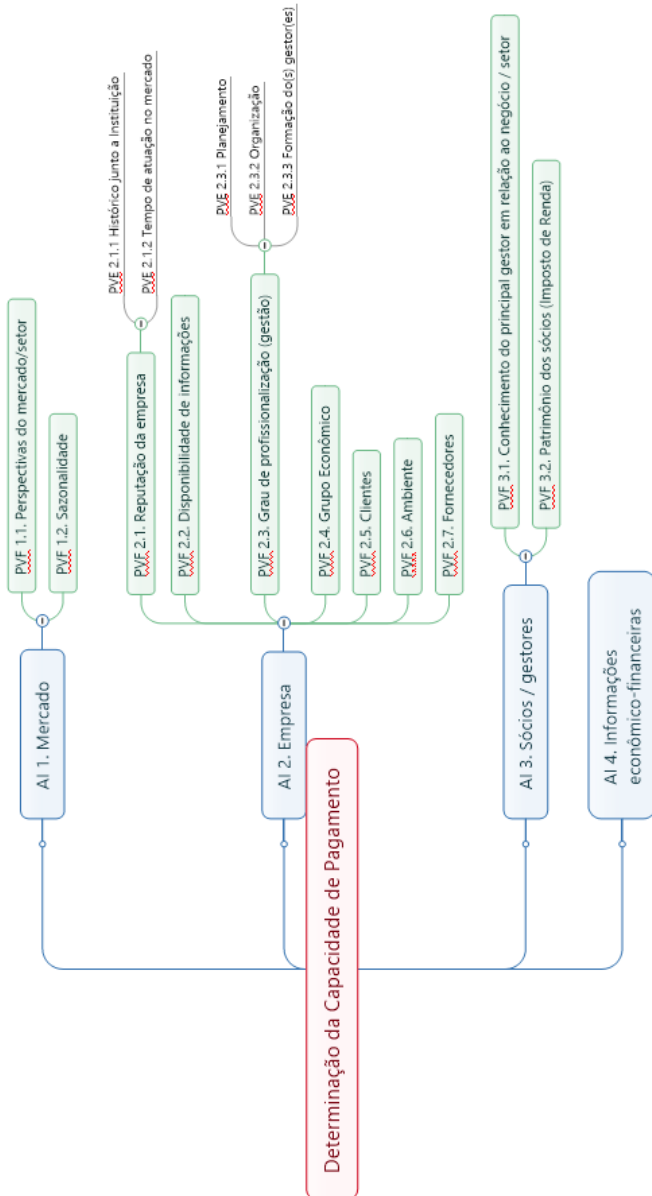 Determinação da Capacidade de Pagamento
AI 1. Mercado
PVF 1.1. Perspectivas do mercado/setor
PVF 1.2. Sazonalidade
AI 2. Empresa
PVF 2.1. Reputação da empresa
PVE 2.1.1 Histórico junto a Instituição
PVE 2.1.2 Tempo de atuação no mercado
PVF 2.2. Disponibilidade de informações
PVF 2.3. Grau de profissionalização (gestão)
PVE 2.3.1 Planejamento
PVE 2.3.2 Organização
PVE 2.3.3 Formação do(s) gestor(es)
PVF 2.4. Grupo Econômico
PVF 2.5. Clientes
PVF 2.6. Ambiente
PVF 2.7. Fornecedores
AI 3. Sócios / gestores
PVF 3.1. Conhecimento do principal gestor em relação ao negócio / setor
PVF 3.2. Patrimônio dos sócios (Imposto de Renda)
AI 4. Informações
econômico-financeiras